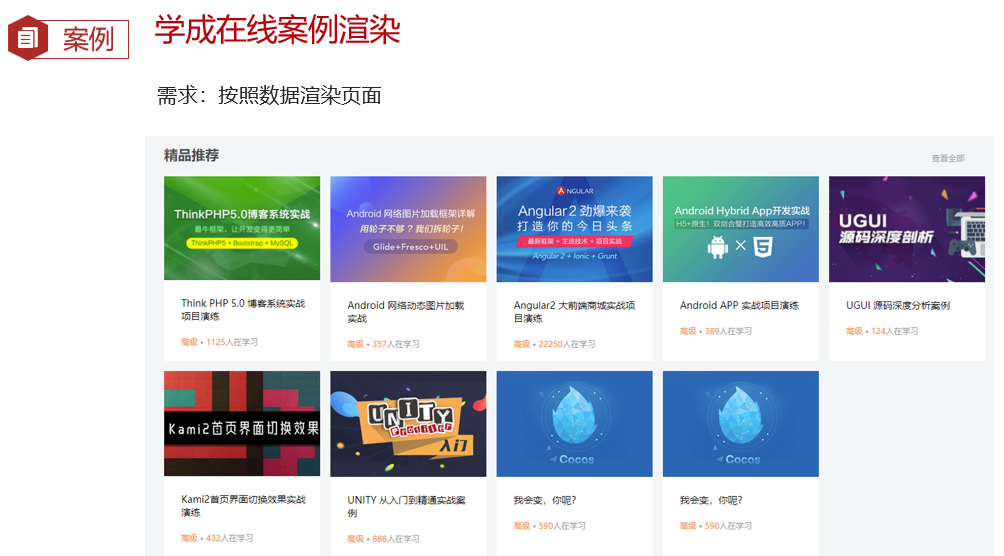 案例
学成在线案例渲染
需求：按照数据渲染页面
精品推荐
查看全部
ThinkPHP5.0博客系统实战
最牛框架，让开发变得更简单
ThinkPHP5 + Bootstrap + MySQL
Think PHP 5.0 博客系统实战
项目演练
高级 • 1125人在学习
Android 网络图片加载框架详解
用轮子不够？我们拆轮子！
Glide+Fresco+UIL
Android 网络动态图片加载
实战
高级 • 357人在学习
ANGULAR
Angular2 劲爆来袭
打造你的今日头条
最新框架 + 主流技术 + 项目实战
Angular2 + Ionic + Grunt
Angular2 大前端商城实战项
目演练
高级 • 22250人在学习
Android Hybrid App开发实战
H5+原生！双剑合璧打造高效高质APP！
Android APP 实战项目演练
高级 • 389人在学习
UGUI
源码深度剖析
UGUI 源码深度分析案例
高级 • 124人在学习
Kami2首页界面切换效果
Kami2首页界面切换效果实战
演练
高级 • 432人在学习
UNITY
入门
UNITY 从入门到精通实战案
例
高级 • 888人在学习
Cocos
我会变，你呢？
高级 • 590人在学习
Cocos
我会变，你呢？
高级 • 590人在学习